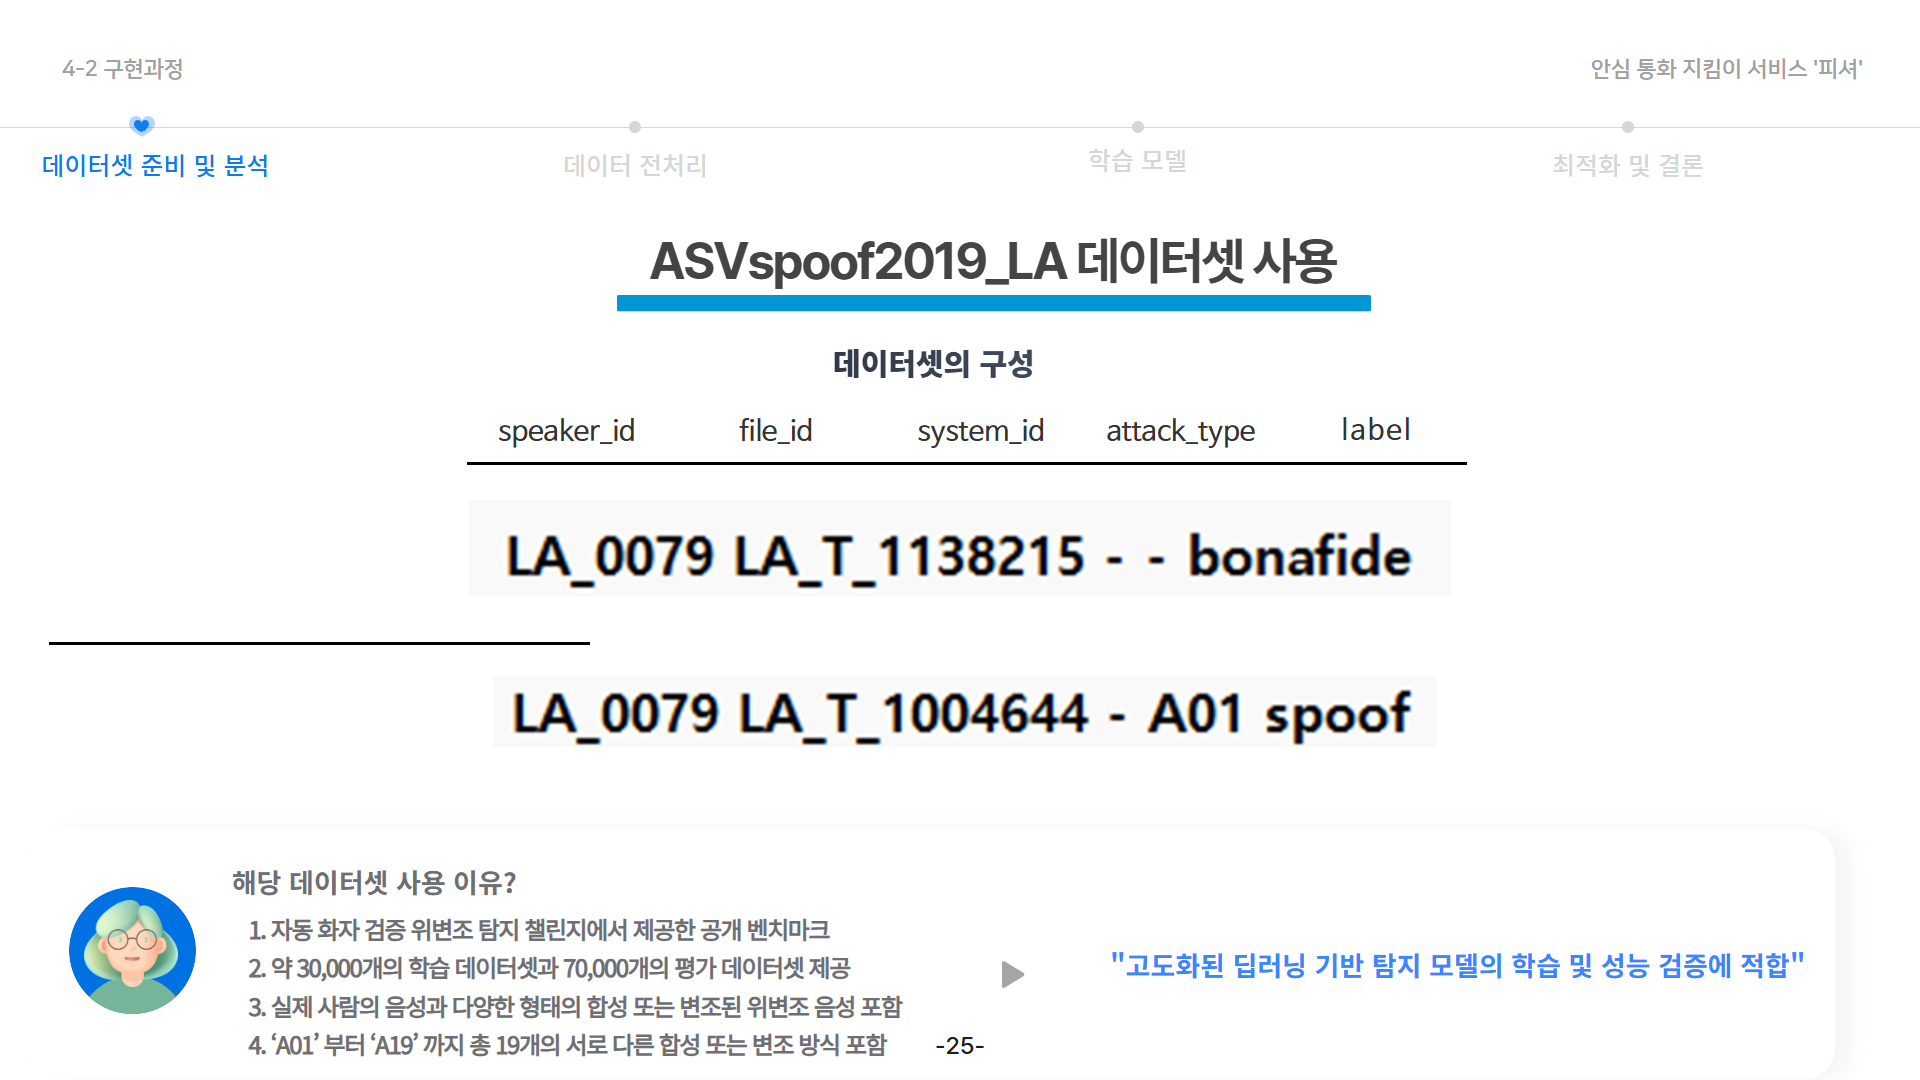 4-2 구현과정
안심 통화 지킴이 서비스 '피셔'
데이터셋 준비 및 분석
데이터 전처리
학습 모델
최적화 및 결론
ASVspoof2019_LA 데이터셋 사용
데이터셋의 구성
speaker_id file_id system_id attack_type label
LA_0079 LA_T_1138215 - - bonafide
LA_0079 LA_T_1004644 - A01 spoof
해당 데이터셋 사용 이유?
1. 자동 화자 검증 위변조 탐지 챌린지에서 제공한 공개 벤치마크
2. 약 30,000개의 학습 데이터셋과 70,000개의 평가 데이터셋 제공
3. 실제 사람의 음성과 다양한 형태의 합성 또는 변조된 위변조 음성 포함
4. ‘A01’ 부터 ‘A19’ 까지 총 19개의 서로 다른 합성 또는 변조 방식 포함
"고도화된 딥러닝 기반 탐지 모델의 학습 및 성능 검증에 적합"
-25-